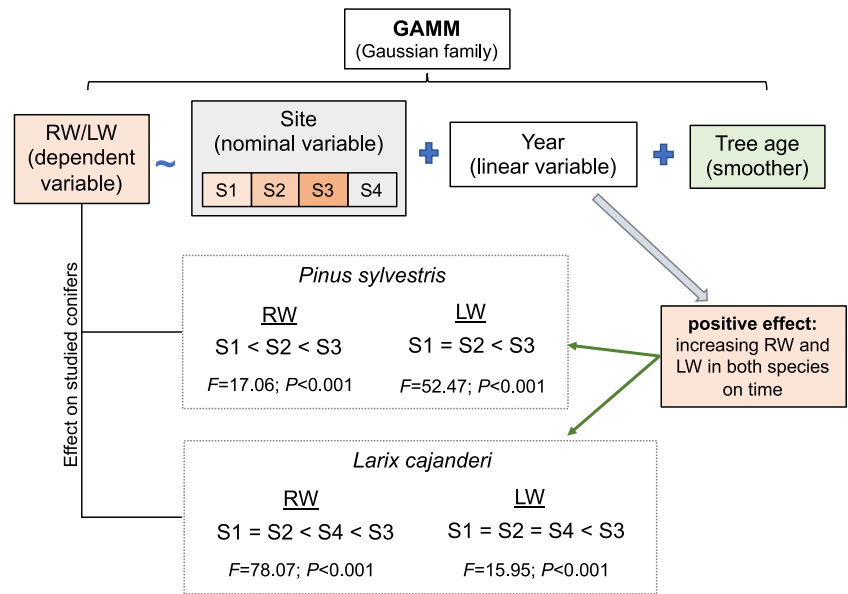 GAMM
(Gaussian family)
RW/LW
(dependent
variable)
~
Site
(nominal variable)
S1 S2 S3 S4
+
Year
(linear variable)
+
Tree age
(smoother)
Effect on studied conifers
Pinus sylvestris
RW
S1 < S2 < S3
F=17.06; P<0.001
LW
S1 = S2 < S3
F=52.47; P<0.001
positive effect:
increasing RW and
LW in both species
on time
Larix cajanderi
RW
S1 = S2 < S4 < S3
F=78.07; P<0.001
LW
S1 = S2 = S4 < S3
F=15.95; P<0.001